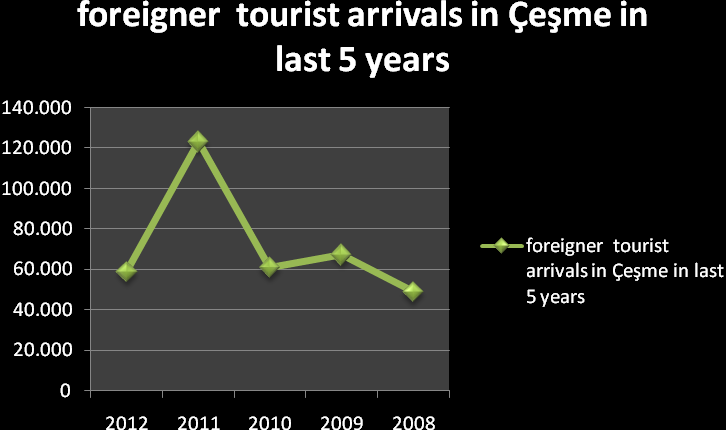 foreigner  tourist arrivals in Çeşme in
last 5 years
140.000
120.000
100.000
80.000
60.000
40.000
20.000
0
2012 2011 2010 2009 2008
foreigner  tourist
arrivals in Çeşme in last
5 years